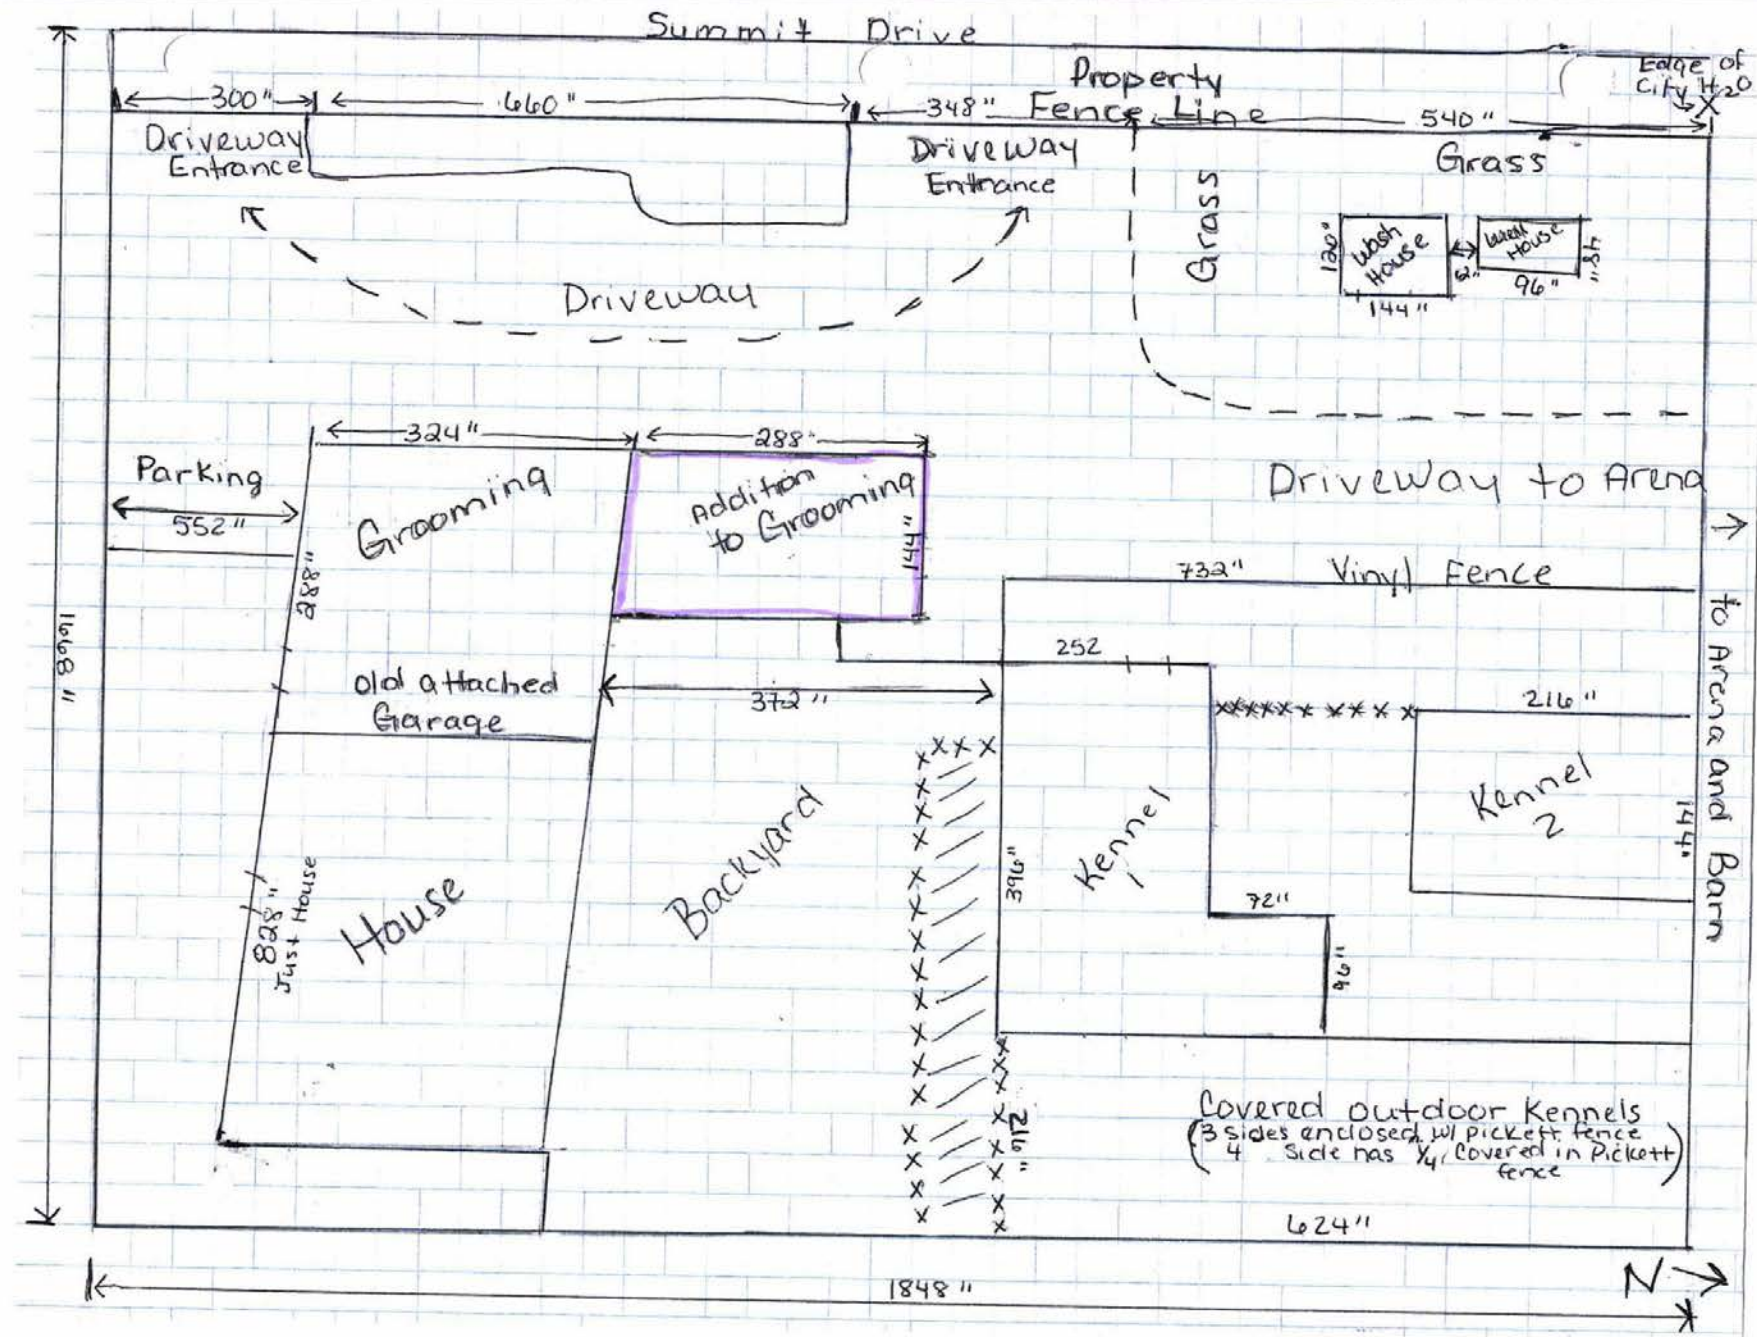 Summit Drive
Edge of
City H2O
X
Property
Fence Line
300"
660"
348"
540"
Driveway
Entrance
Driveway
Entrance
Grass
Grass
Wash
House
120"
144"
House
48"
96"
Driveway
324"
288"
Parking
552"
Grooming
288"
Addition
to Grooming
144"
Driveway to Arena
to Arena and Barn
732"
Vinyl Fence
252
372"
old attached
Garage
216"
Kennel
2
144"
Kennel
1
396"
72"
96"
Backyard
House
828"
Just House
1668"
216"
Covered outdoor Kennels
(3 sides enclosed w/ pickett fence
4 Side has 1/4 covered in Pickett
fence)
624"
1848"
N